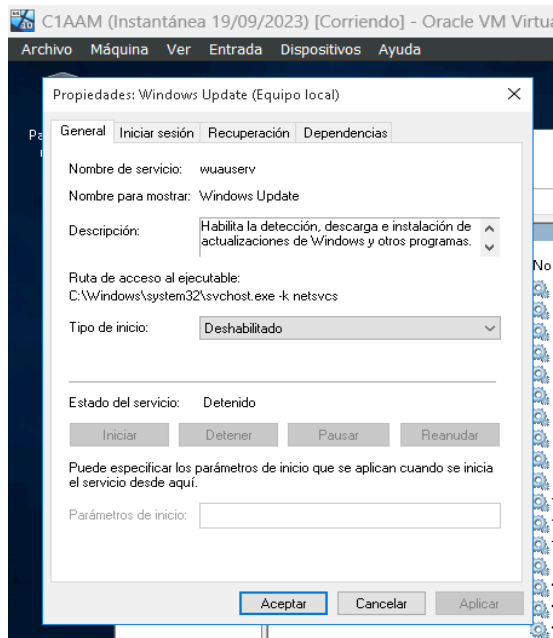 C1AAM (Instantánea 19/09/2023) [Corriendo] - Oracle VM
Archivo Máquina Ver Entrada Dispositivos Ayuda
Propiedades: Windows Update (Equipo local)
General Iniciar sesión Recuperación Dependencias
Nombre de servicio: wuauserv
Nombre para mostrar: Windows Update
Descripción: Habilita la detección, descarga e instalación de
actualizaciones de Windows y otros programas.
No
Ruta de acceso al ejecutable:
C:\Windows\system32\svchost.exe -k netsvcs
Tipo de inicio: Deshabilitado
Estado del servicio: Detenido
Iniciar Detener Pausar Reanudar
Puede especificar los parámetros de inicio que se aplican cuando se inicia
el servicio desde aquí.
Parámetros de inicio:
Aceptar Cancelar Aplicar